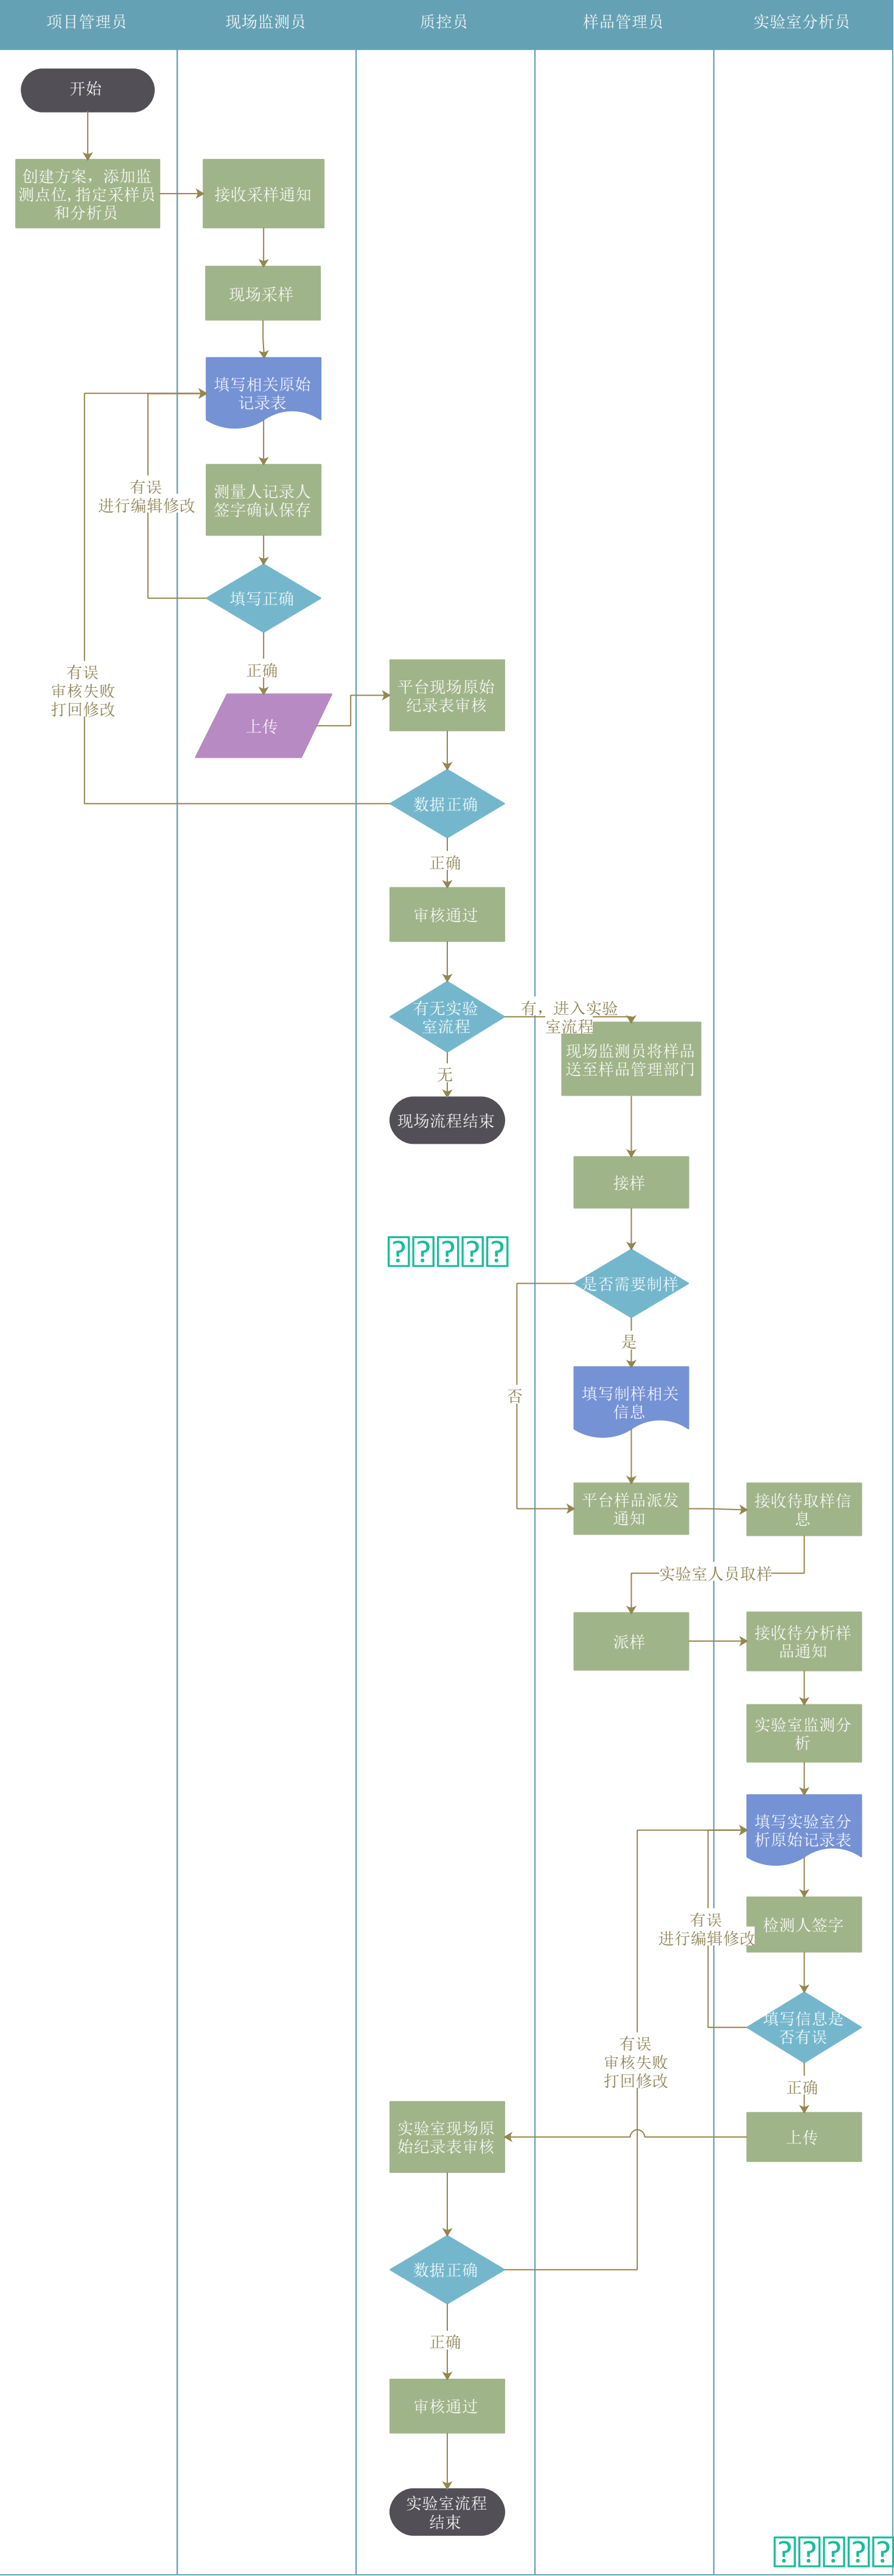 项目管理员
现场监测员
质控员
样品管理员
实验室分析员
开始
创建方案，添加监
测点位,指定采样员
和分析员
接收采样通知
现场采样
填写相关原始
记录表
有误
进行编辑修改
测量人记录人
签字确认保存
填写正确
有误
审核失败
打回修改
正确
上传
平台现场原始
纪录表审核
数据正确
正确
审核通过
有无实验
室流程
有，进入实验
室流程
现场监测员将样品
送至样品管理部门
无
现场流程结束
接样
是否需要制样
是
否
填写制样相关
信息
平台样品派发
通知
接收待取样信
息
实验室人员取样
派样
接收待分析样
品通知
实验室监测分
析
填写实验室分
析原始记录表
有误
进行编辑修改
检测人签字
填写信息是
否有误
有误
审核失败
打回修改
正确
上传
实验室现场原
始纪录表审核
数据正确
正确
审核通过
实验室流程
结束